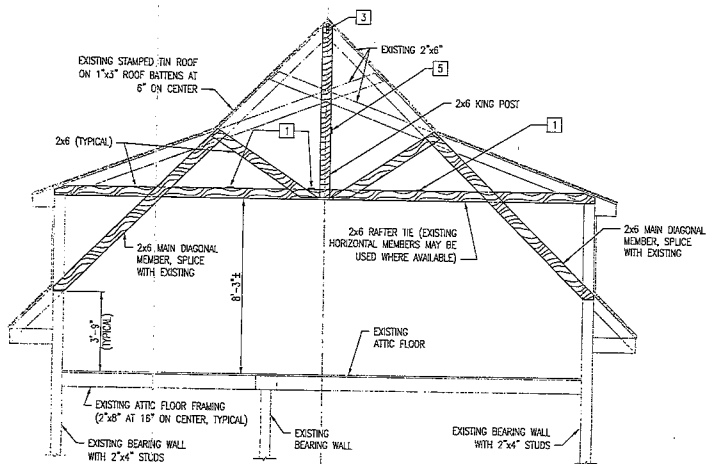 3
EXISTING 2"x6"
EXISTING STAMPED TIN ROOF
ON 1"x3" ROOF BATTENS AT
6" ON CENTER
5
2x6 KING POST
2x6 (TYPICAL)
1
1
2x6 MAIN DIAGONAL
MEMBER, SPLICE
WITH EXISTING
2x6 RAFTER TIE (EXISTING
HORIZONTAL MEMBERS MAY BE
USED WHERE AVAILABLE)
2x6 MAIN DIAGONAL
MEMBER, SPLICE
WITH EXISTING
8'-3"±
3'-9"
(TYPICAL)
EXISTING
ATTIC FLOOR
EXISTING ATTIC FLOOR FRAMING
(2"x8" AT 16" ON CENTER, TYPICAL)
EXISTING BEARING WALL
WITH 2"x4" STUDS
EXISTING
BEARING WALL
EXISTING BEARING WALL
WITH 2"x4" STUDS